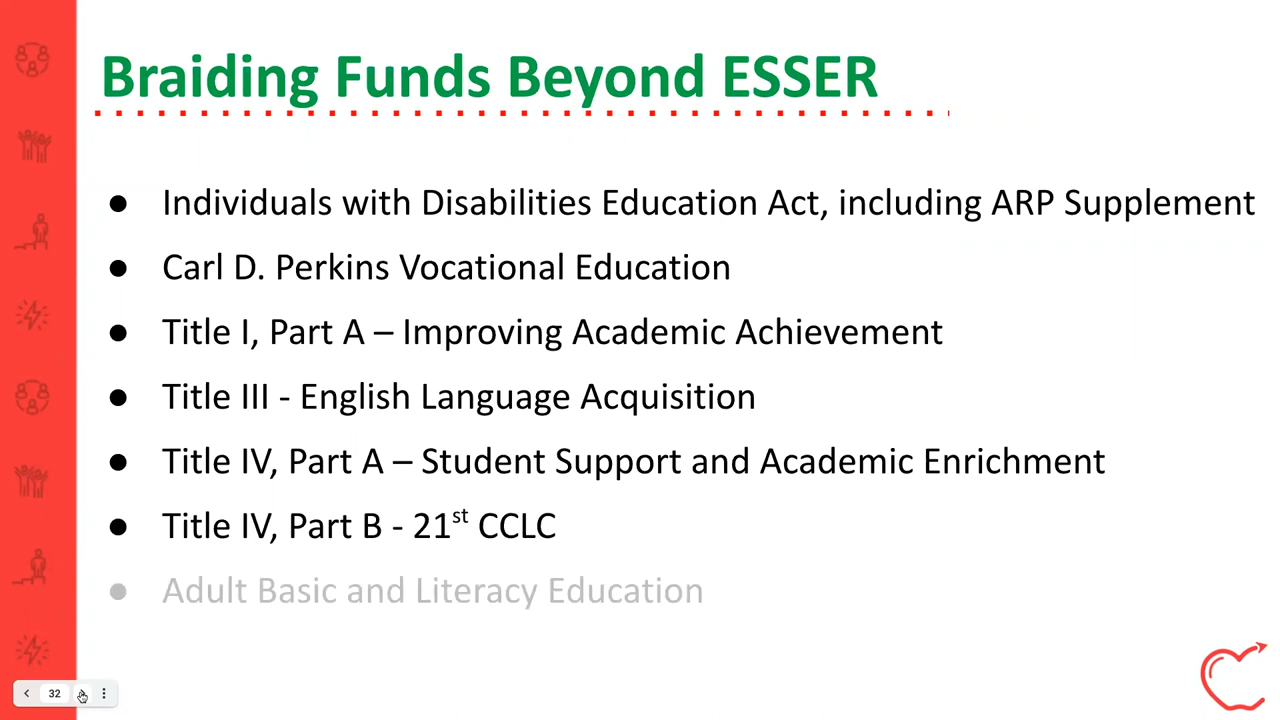 Braiding Funds Beyond ESSER
● Individuals with Disabilities Education Act, including ARP Supplement
● Carl D. Perkins Vocational Education
● Title I, Part A – Improving Academic Achievement
● Title III - English Language Acquisition
● Title IV, Part A – Student Support and Academic Enrichment
● Title IV, Part B - 21st CCLC
● Adult Basic and Literacy Education
32